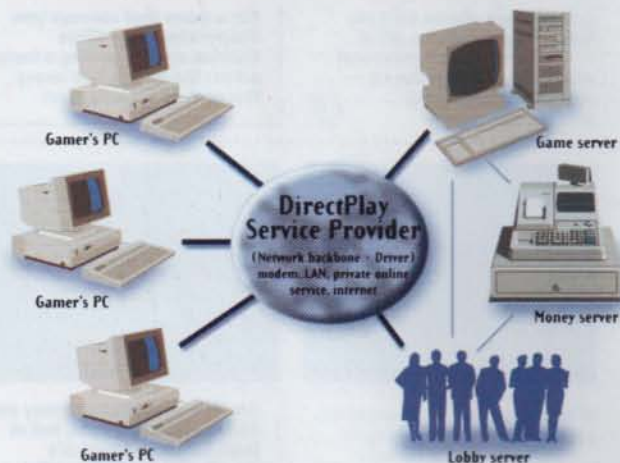 Gamer's PC
Game server
DirectPlay
Service Provider
(Network backbone - Driver)
modem, LAN, private online
service, internet
Gamer's PC
Money server
Gamer's PC
Lobby server